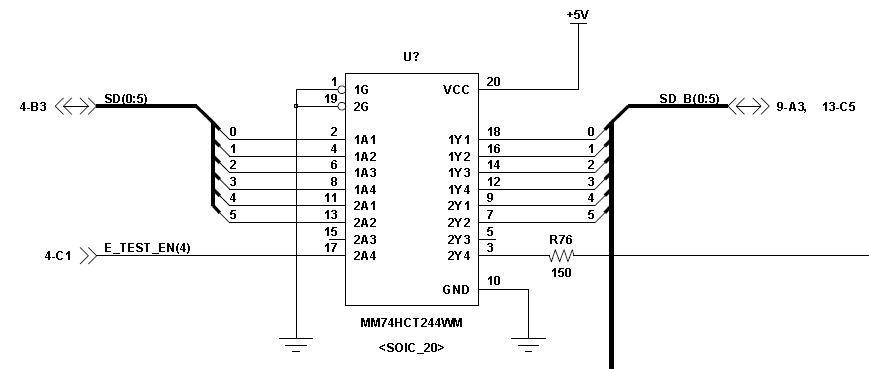 +5V
U?
1 1G VCC 20
19 2G
4-B3 SD(0:5) SD_B(0:5) 9-A3, 13-C5
0 2 1A1 1Y1 18 0
1 4 1A2 1Y2 16 1
2 6 1A3 1Y3 14 2
3 8 1A4 1Y4 12 3
4 11 2A1 2Y1 9 4
5 13 2A2 2Y2 7 5
15 2A3 2Y3 5
4-C1 E_TEST_EN(4) 17 2A4 2Y4 3 R76
150
GND 10
MM74HCT244WM
<SOIC_20>